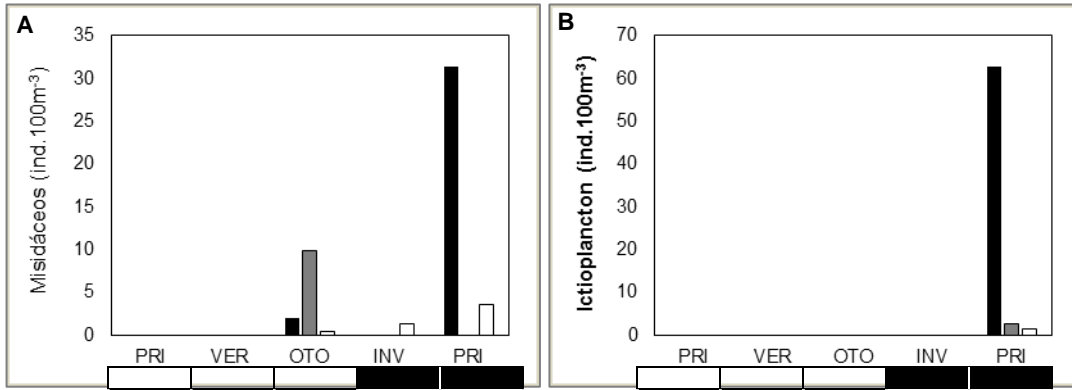 A
Misidáceos (ind.100m-3)
35
30
25
20
15
10
5
0
PRI VER OTO INV PRI
B
Ictioplancton (ind.100m-3)
70
60
50
40
30
20
10
0
PRI VER OTO INV PRI